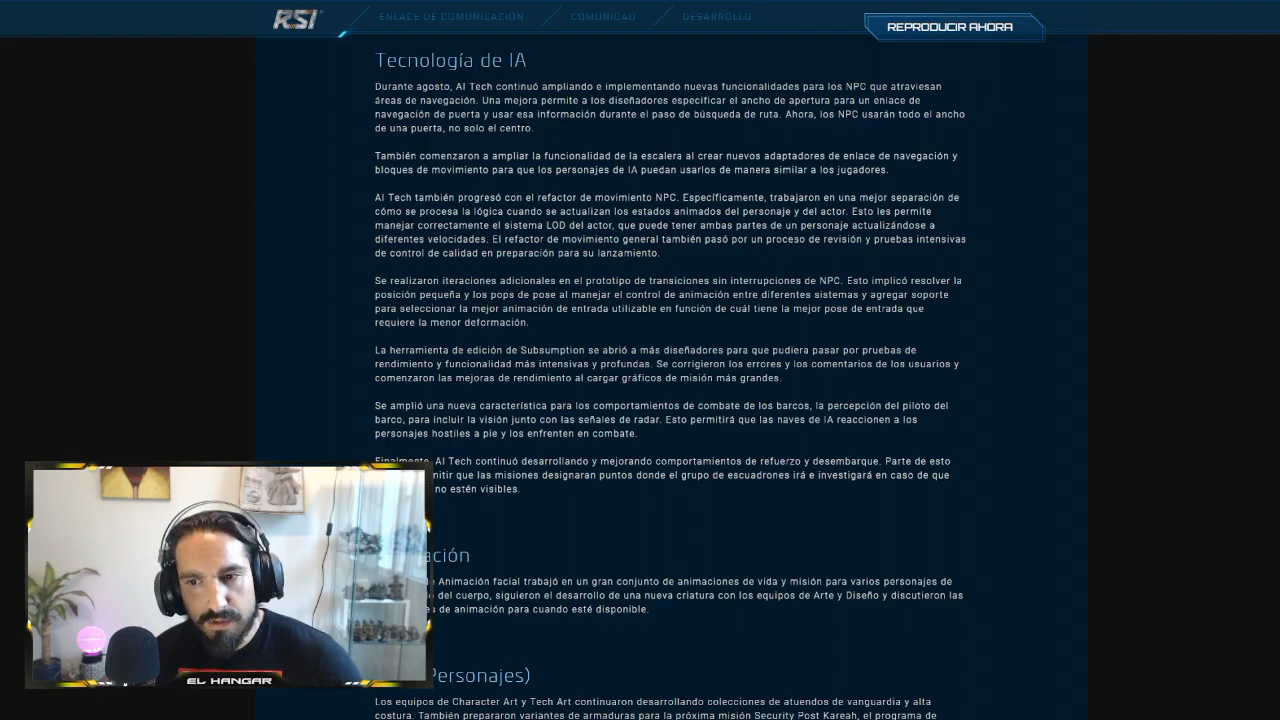 RSI
ENLACE DE COMUNICACIÓN
COMUNIDAD
DESARROLLO
REPRODUCIR AHORA
Tecnología de IA
Durante agosto, AI Tech continuó ampliando e implementando nuevas funcionalidades para los NPC que atraviesan
áreas de navegación. Una mejora permite a los diseñadores especificar el ancho de apertura para un enlace de
navegación de puerta y usar esa información durante el paso de búsqueda de ruta. Ahora, los NPC usarán todo el ancho
de una puerta, no solo el centro.
También comenzaron a ampliar la funcionalidad de la escalera al crear nuevos adaptadores de enlace de navegación y
bloques de movimiento para que los personajes de IA puedan usarlos de manera similar a los jugadores.
AI Tech también progresó con el refactor de movimiento NPC. Específicamente, trabajaron en una mejor separación de
cómo se procesa la lógica cuando se actualizan los estados animados del personaje y del actor. Esto les permite
manejar correctamente el sistema LOD del actor, que puede tener ambas partes de un personaje actualizándose a
diferentes velocidades. El refactor de movimiento general también pasó por un proceso de revisión y pruebas intensivas
de control de calidad en preparación para su lanzamiento.
Se realizaron iteraciones adicionales en el prototipo de transiciones sin interrupciones de NPC. Esto implicó resolver la
posición pequeña y los pops de pose al manejar el control de animación entre diferentes sistemas y agregar soporte
para seleccionar la mejor animación de entrada utilizable en función de cuál tiene la mejor pose de entrada que
requiere la menor deformación.
La herramienta de edición de Subsumption se abrió a más diseñadores para que pudiera pasar por pruebas de
rendimiento y funcionalidad más intensivas y profundas. Se corrigieron los errores y los comentarios de los usuarios y
comenzaron las mejoras de rendimiento al cargar gráficos de misión más grandes.
Se amplió una nueva característica para los comportamientos de combate de los barcos, la percepción del piloto del
barco, para incluir la visión junto con las señales de radar. Esto permitirá que las naves de IA reaccionen a los
personajes hostiles a pie y los enfrenten en combate.
Finalmente, AI Tech continuó desarrollando y mejorando comportamientos de refuerzo y desembarque. Parte de esto
mitir que las misiones designaran puntos donde el grupo de escuadrones irá e investigará en caso de que
no estén visibles.
ación
Animación facial trabajó en un gran conjunto de animaciones de vida y misión para varios personajes de
del cuerpo, siguieron el desarrollo de una nueva criatura con los equipos de Arte y Diseño y discutieron las
de animación para cuando esté disponible.
Personajes)
Los equipos de Character Art y Tech Art continuaron desarrollando colecciones de atuendos de vanguardia y alta
costura. También prepararon variantes de armaduras para la próxima misión Security Post Kareah, el programa de
EL HANGAR